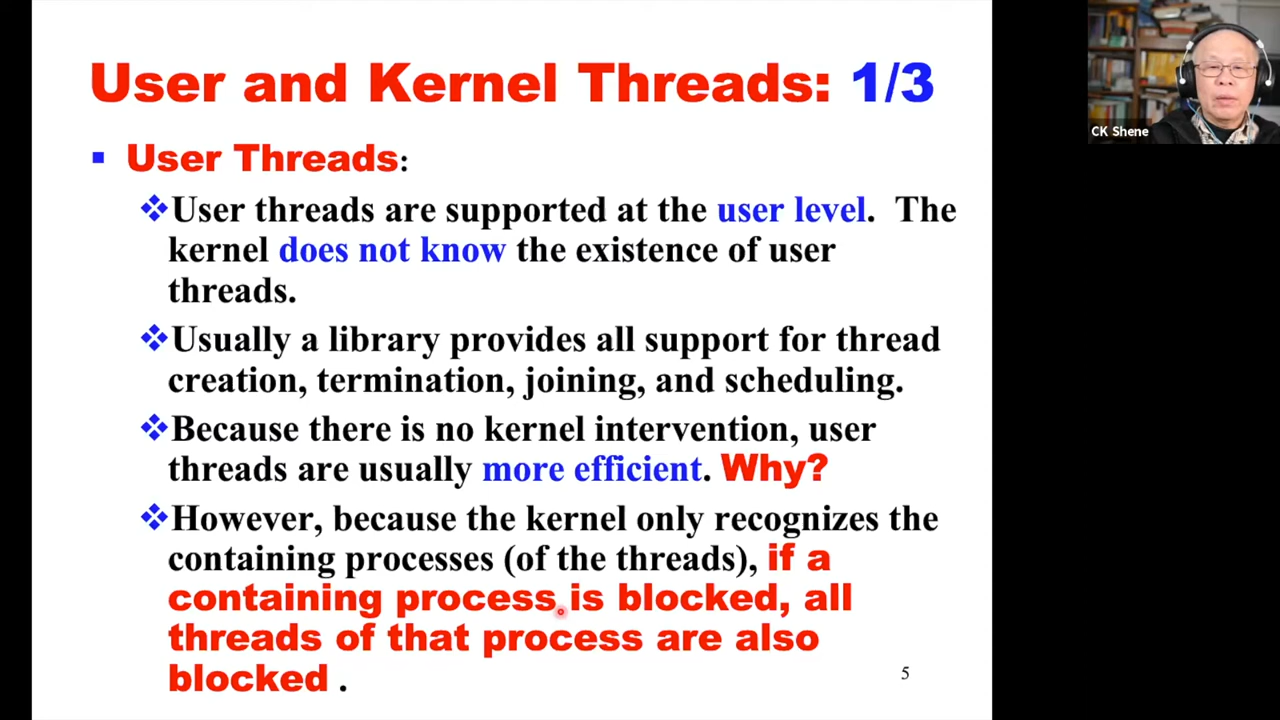 User and Kernel Threads: 1/3
CK Shene
User Threads:
User threads are supported at the user level. The
kernel does not know the existence of user
threads.
Usually a library provides all support for thread
creation, termination, joining, and scheduling.
Because there is no kernel intervention, user
threads are usually more efficient. Why?
However, because the kernel only recognizes the
containing processes (of the threads), if a
containing process is blocked, all
threads of that process are also
blocked .
5